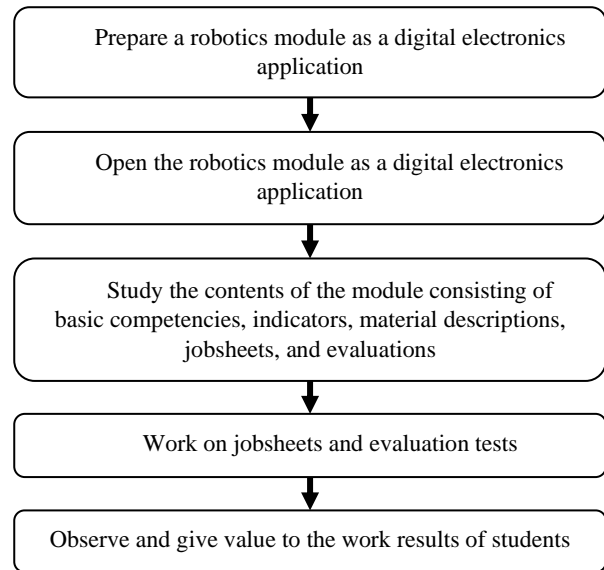 Prepare a robotics module as a digital electronics
application
Open the robotics module as a digital electronics
application
Study the contents of the module consisting of
basic competencies, indicators, material descriptions,
jobsheets, and evaluations
Work on jobsheets and evaluation tests
Observe and give value to the work results of students